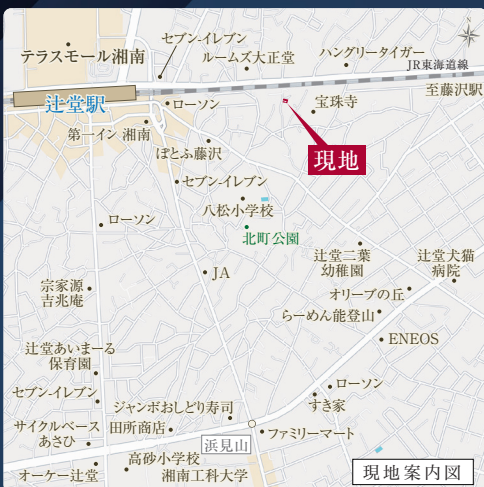 セブン-イレブン
テラスモール湘南
ルームズ大正堂
ハングリータイガー
JR東海道線
至藤沢駅
辻堂駅
ローソン
宝珠寺
第一イン 湘南
ぽとふ藤沢
現地
セブン-イレブン
八松小学校
ローソン
北町公園
辻堂二葉
幼稚園
辻堂犬猫
病院
JA
宗家源
吉兆庵
オリーブの丘
らーめん能登山
ENEOS
辻堂あいまーる
保育園
ローソン
セブン-イレブン
すき家
ジャンボおしどり寿司
サイクルベース
あさひ
田所商店
ファミリーマート
浜見山
高砂小学校
オーケー辻堂
湘南工科大学
現地案内図